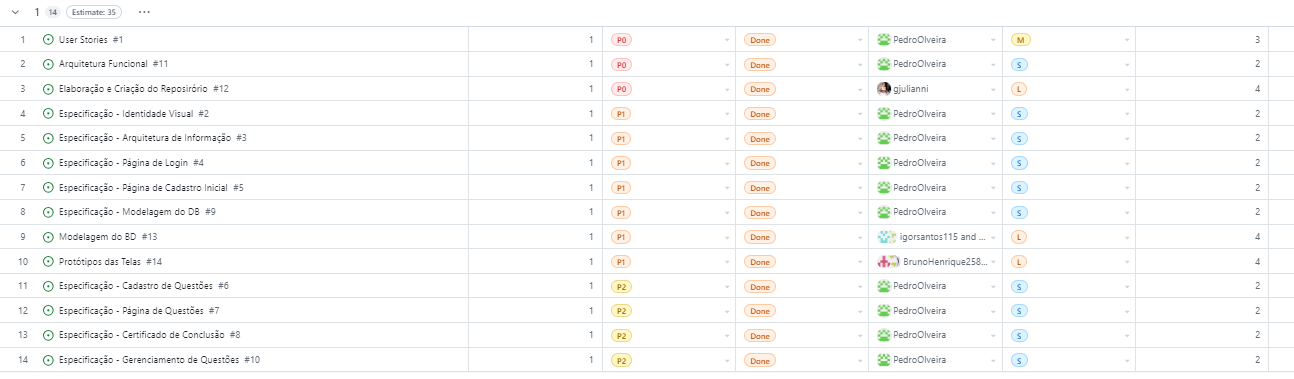 1 14 Estimate: 35 ...
1 User Stories #1 1 P0 Done PedroOlveira M 3
2 Arquitetura Funcional #11 1 P0 Done PedroOlveira S 2
3 Elaboração e Criação do Reposirório #12 1 P0 Done gjulianni L 4
4 Especificação - Identidade Visual #2 1 P1 Done PedroOlveira S 2
5 Especificação - Arquitetura de Informação #3 1 P1 Done PedroOlveira S 2
6 Especificação - Página de Login #4 1 P1 Done PedroOlveira S 2
7 Especificação - Página de Cadastro Inicial #5 1 P1 Done PedroOlveira S 2
8 Especificação - Modelagem do DB #9 1 P1 Done PedroOlveira S 2
9 Modelagem do BD #13 1 P1 Done igorsantos115 and ... L 4
10 Protótipos das Telas #14 1 P1 Done BrunoHenrique258... L 4
11 Especificação - Cadastro de Questões #6 1 P2 Done PedroOlveira S 2
12 Especificação - Página de Questões #7 1 P2 Done PedroOlveira S 2
13 Especificação - Certificado de Conclusão #8 1 P2 Done PedroOlveira S 2
14 Especificação - Gerenciamento de Questões #10 1 P2 Done PedroOlveira S 2